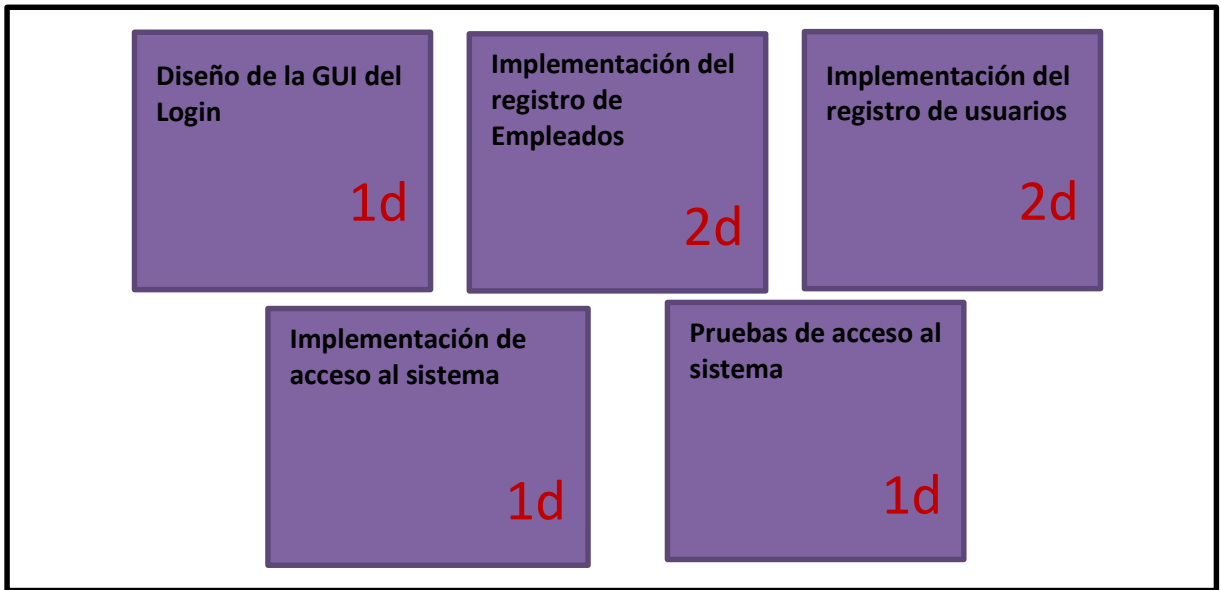 Diseño de la GUI del
Login
1d
Implementación del
registro de
Empleados
2d
Implementación del
registro de usuarios
2d
Implementación de
acceso al sistema
1d
Pruebas de acceso al
sistema
1d